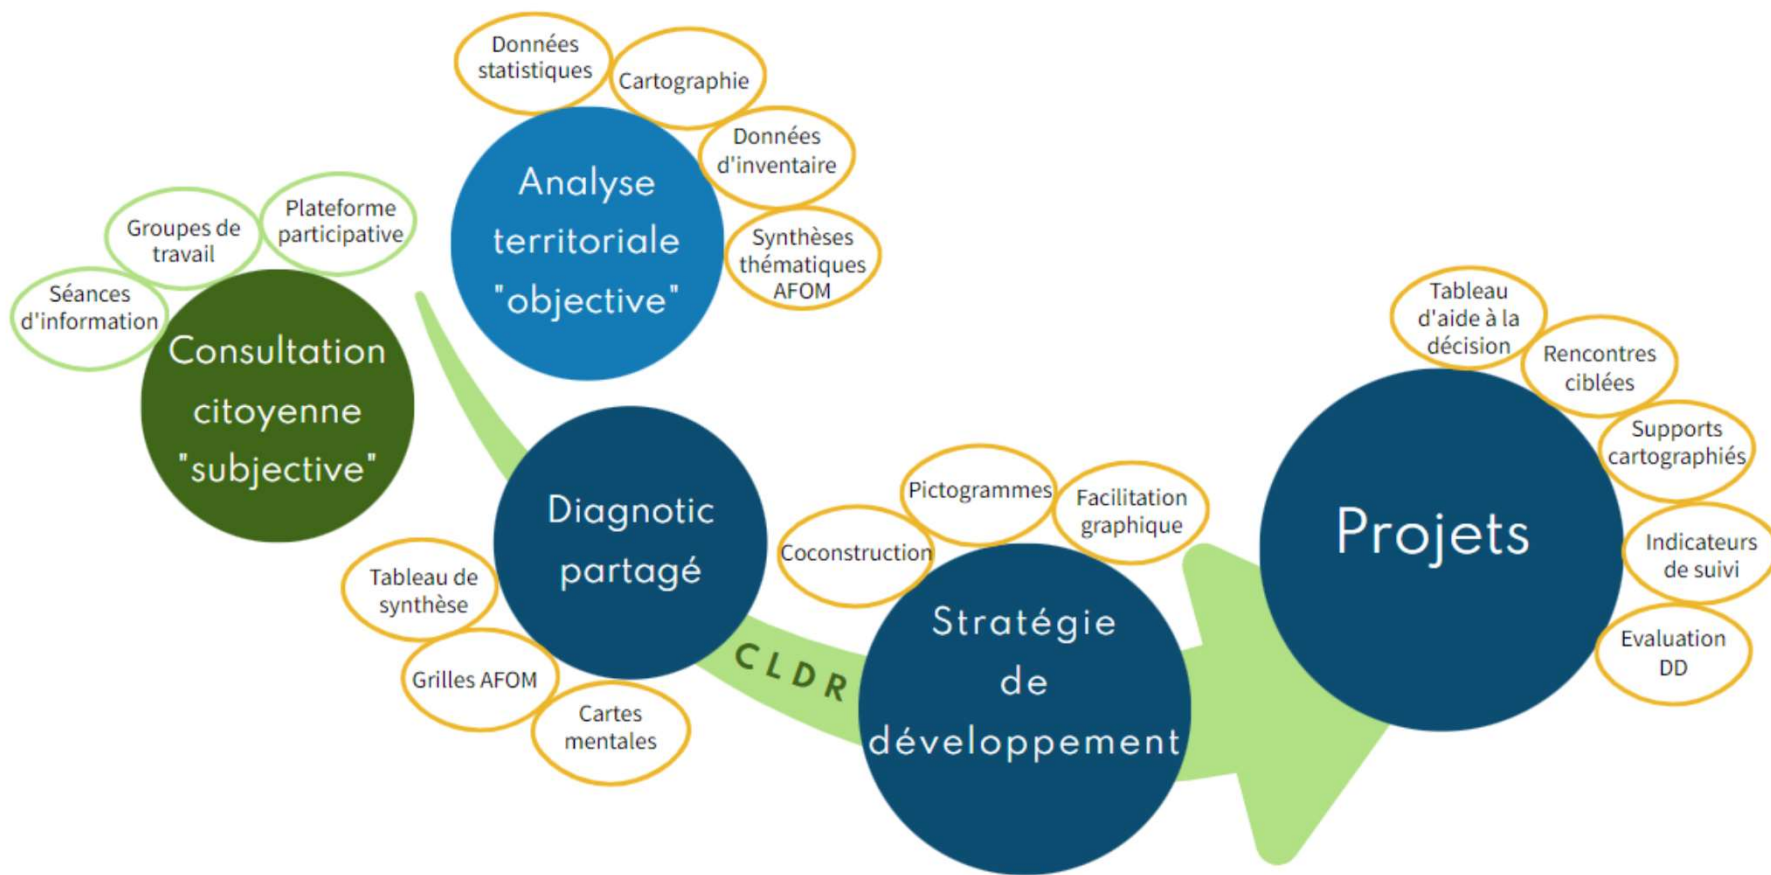 Données
statistiques
Cartographie
Données
d'inventaire
Synthèses
thématiques
AFOM
Analyse
territoriale
"objective"
Plateforme
participative
Groupes de
travail
Séances
d'information
Consultation
citoyenne
"subjective"
Diagnotic
partagé
Tableau de
synthèse
Grilles AFOM
Cartes
mentales
CLDR
Coconstruction
Pictogrammes
Facilitation
graphique
Stratégie
de
développement
Tableau
d'aide à la
décision
Rencontres
ciblées
Supports
cartographiés
Indicateurs
de suivi
Evaluation
DD
Projets